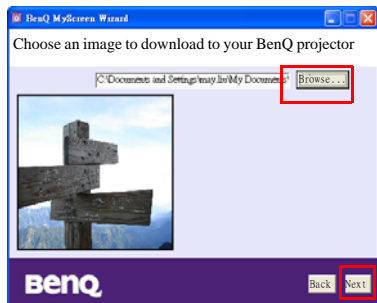 BenQ MyScreen Wizard
Choose an image to download to your BenQ projector
C:\Documents and Settings\may.liu\My Documents\ Browse...
BenQ
Back Next